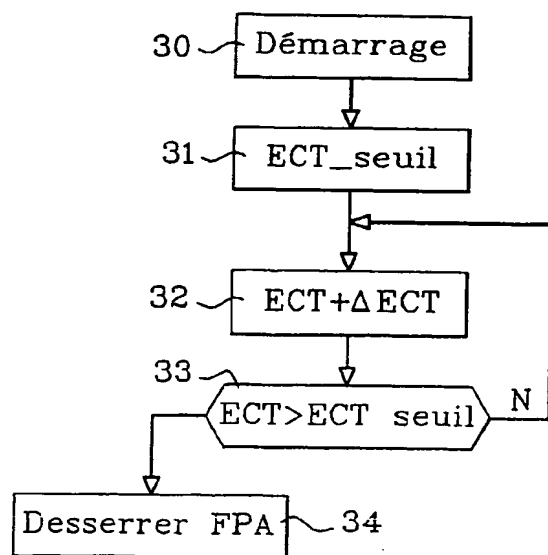 30 Démarrage
31 ECT_seuil
32 ECT+ΔECT
33
ECT>ECT seuil N
Desserrer FPA 34